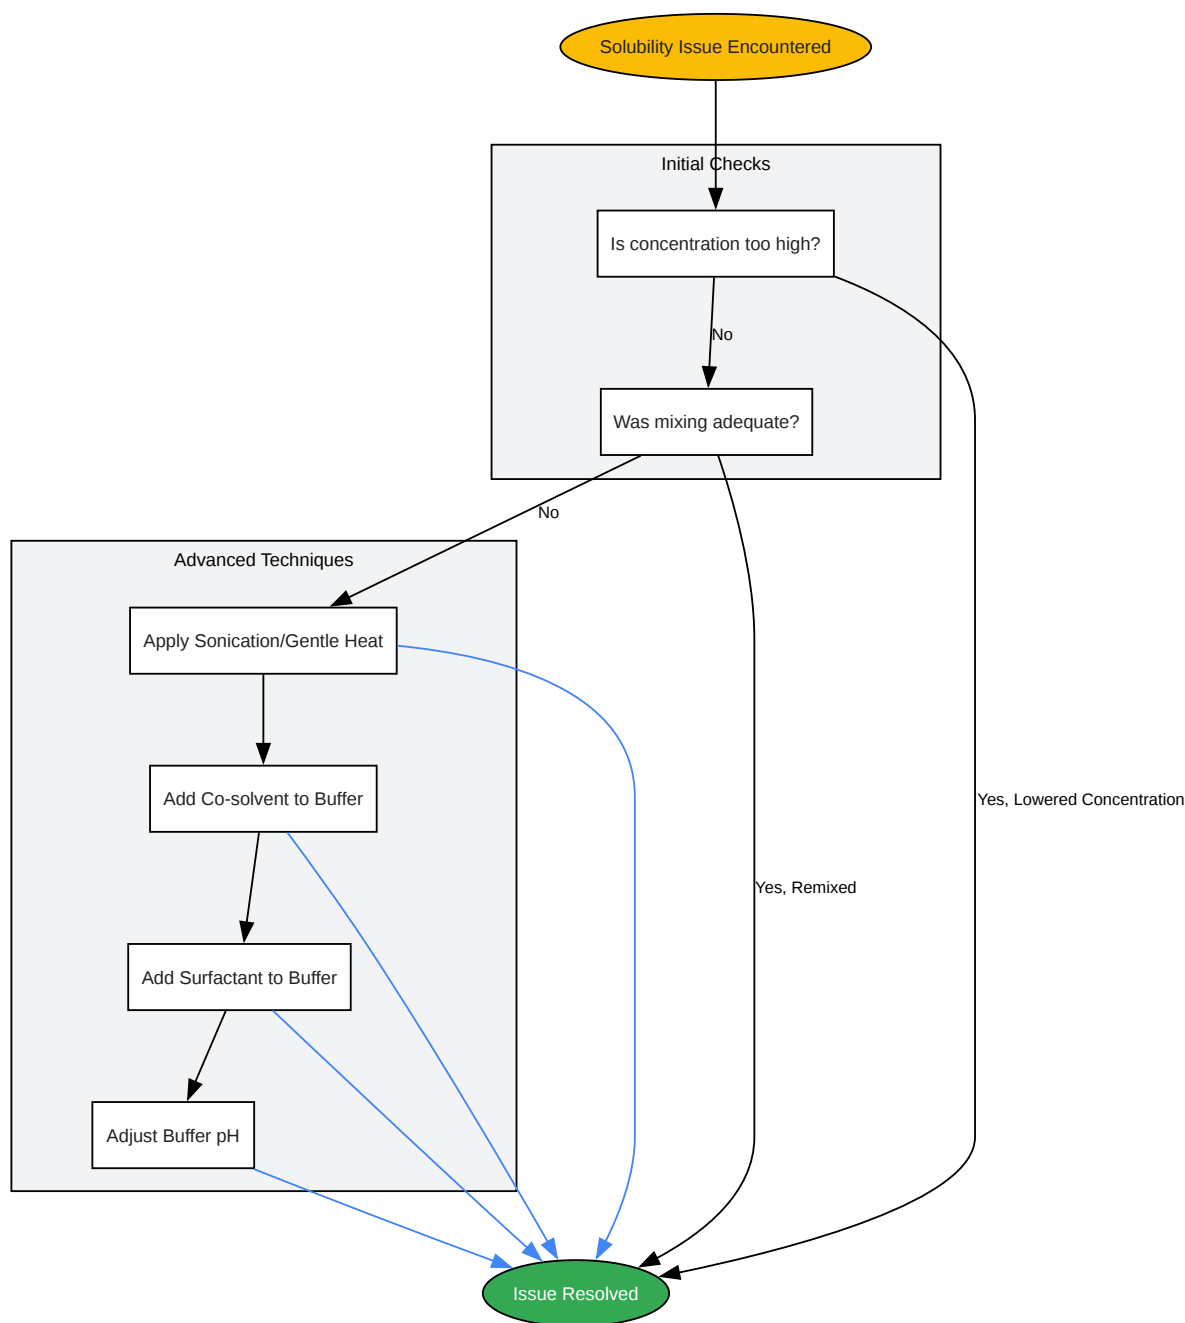 Solubility Issue Encountered
Initial Checks
Is concentration too high?
No
Was mixing adequate?
No
Advanced Techniques
Apply Sonication/Gentle Heat
Add Co-solvent to Buffer
Yes, Lowered Concentration
Yes, Remixed
Add Surfactant to Buffer
Adjust Buffer pH
Issue Resolved